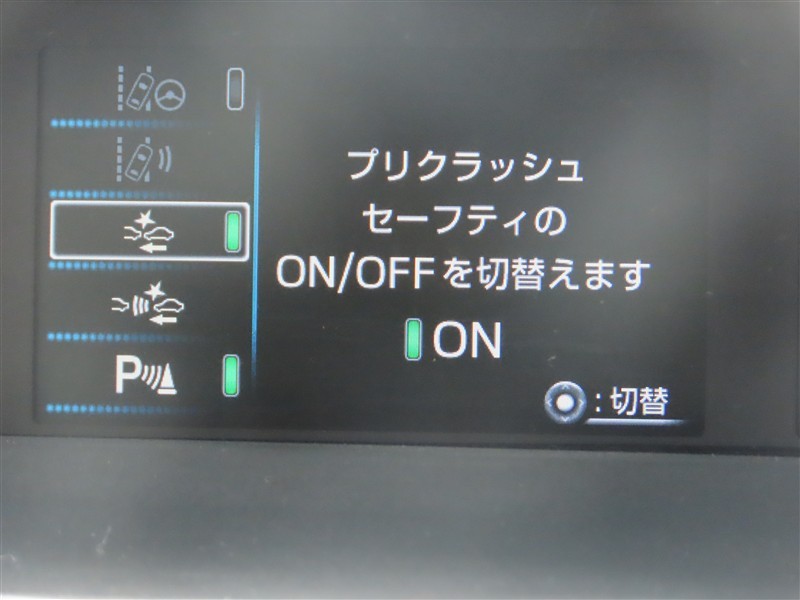 プリクラッシュ
セーフティの
ON/OFFを切替えます
ON
P
:切替